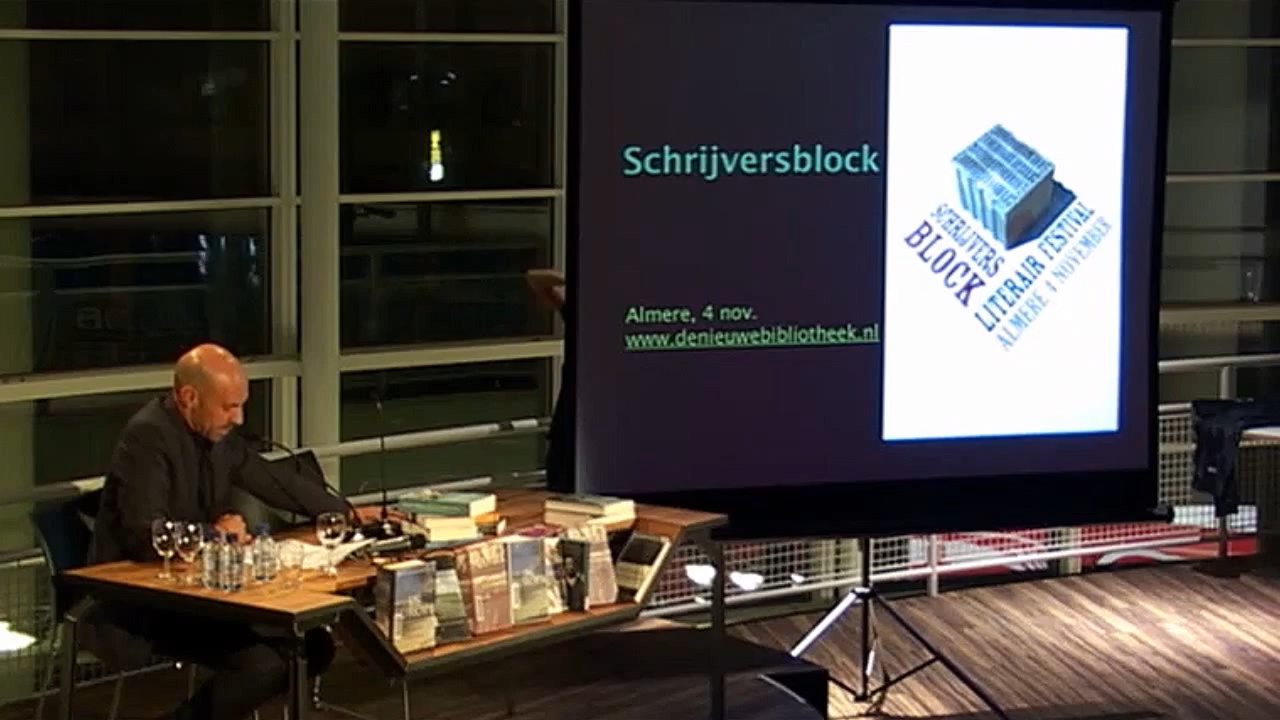 Schrijversblock
Almere, 4 nov.
www.denieuwebibliotheek.nl
SCHRIJVERS
BLOCK
LITERAIR FESTIVAL
ALMERE 4 NOVEMBER